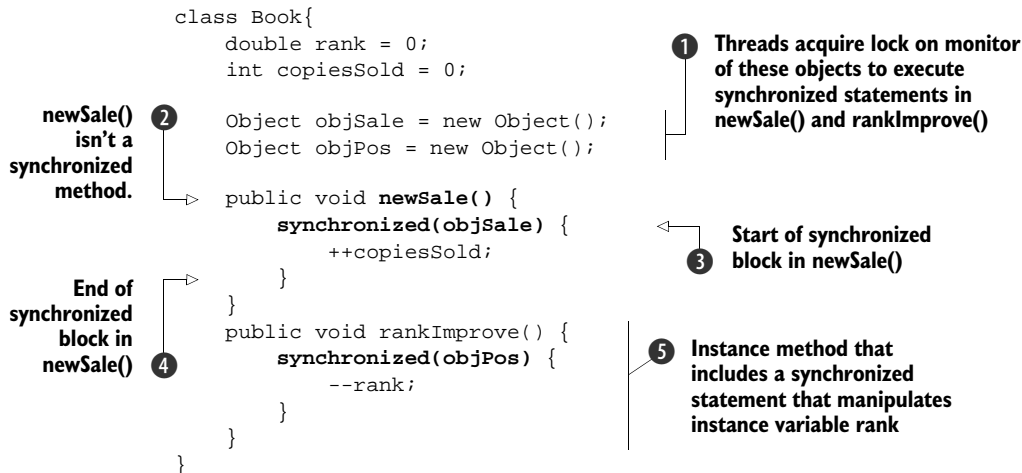 class Book{
double rank = 0;
int copiesSold = 0;
1 Threads acquire lock on monitor
of these objects to execute
synchronized statements in
newSale() and rankImprove()
newSale() 2
isn't a
synchronized
method.
Object objSale = new Object();
Object objPos = new Object();
public void newSale() {
synchronized(objSale) {
++copiesSold;
}
}
3 Start of synchronized
block in newSale()
End of
synchronized
block in
newSale() 4
public void rankImprove() {
synchronized(objPos) {
--rank;
}
}
}
5 Instance method that
includes a synchronized
statement that manipulates
instance variable rank